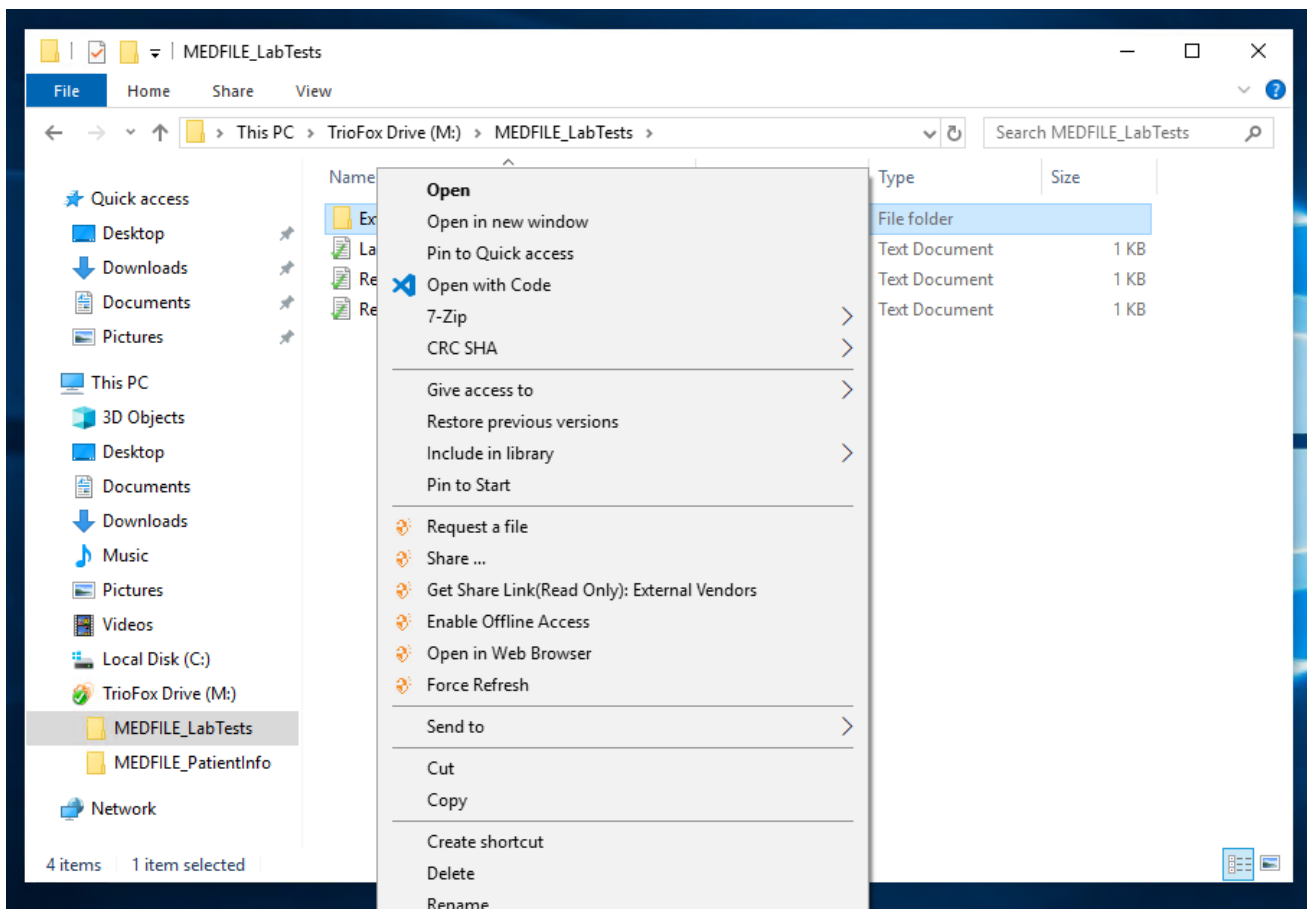 MEDFILE_LabTests
File Home Share View
This PC > TrioFox Drive (M:) > MEDFILE_LabTests >
Search MEDFILE_LabTests
Name Type Size
Quick access
Desktop
Downloads
Documents
Pictures
This PC
3D Objects
Desktop
Documents
Downloads
Music
Pictures
Videos
Local Disk (C:)
TrioFox Drive (M:)
MEDFILE_LabTests
MEDFILE_PatientInfo
Network
Ex
La
Re
Re
File folder
Text Document 1 KB
Text Document 1 KB
Text Document 1 KB
Open
Open in new window
Pin to Quick access
Open with Code
7-Zip
CRC SHA
Give access to
Restore previous versions
Include in library
Pin to Start
Request a file
Share ...
Get Share Link(Read Only): External Vendors
Enable Offline Access
Open in Web Browser
Force Refresh
Send to
Cut
Copy
Create shortcut
Delete
Rename
4 items 1 item selected